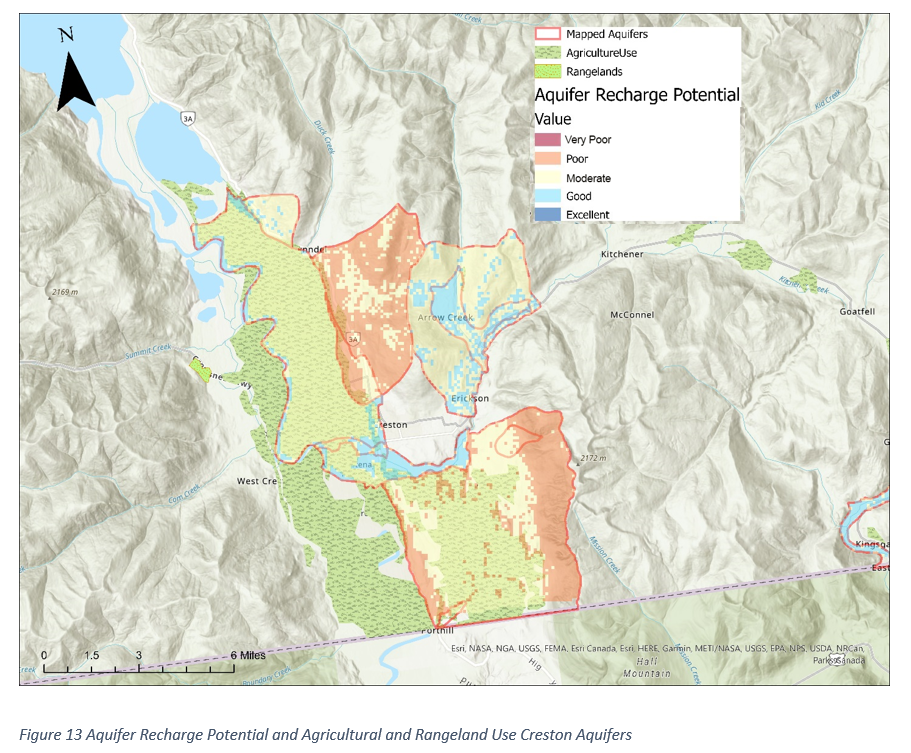 N
Mapped Aquifers
AgricultureUse
Rangelands
Aquifer Recharge Potential
Value
Very Poor
Poor
Moderate
Good
Excellent
3A
Duck Creek
Kid Creek
Kitchener
2169 m
McConnel
Goatfell
Arrow Creek
3A
Summit Creek
Erickson
reston
2172 m
West Cre
Corn Creek
Mission Creek
Kingsga
East
Porthill
0 1.5 3 6 Miles
Esri, NASA, NGA, USGS, FEMA, Esri Canada, Esri, HERE, Garmin, METI/NASA, USGS, EPA, NPS, USDA, NRCan,
Parks Canada
Hall
Mountain
Boundary Creek
Figure 13 Aquifer Recharge Potential and Agricultural and Rangeland Use Creston Aquifers